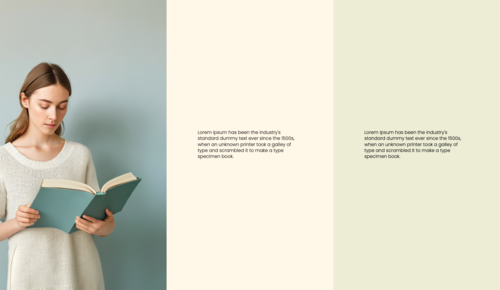 Lorem Ipsum has been the industry's
standard dummy text ever since the 1500s,
when an unknown printer took a galley of
type and scrambled it to make a type
specimen book.
Lorem Ipsum has been the industry's
standard dummy text ever since the 1500s,
when an unknown printer took a galley of
type and scrambled it to make a type
specimen book.